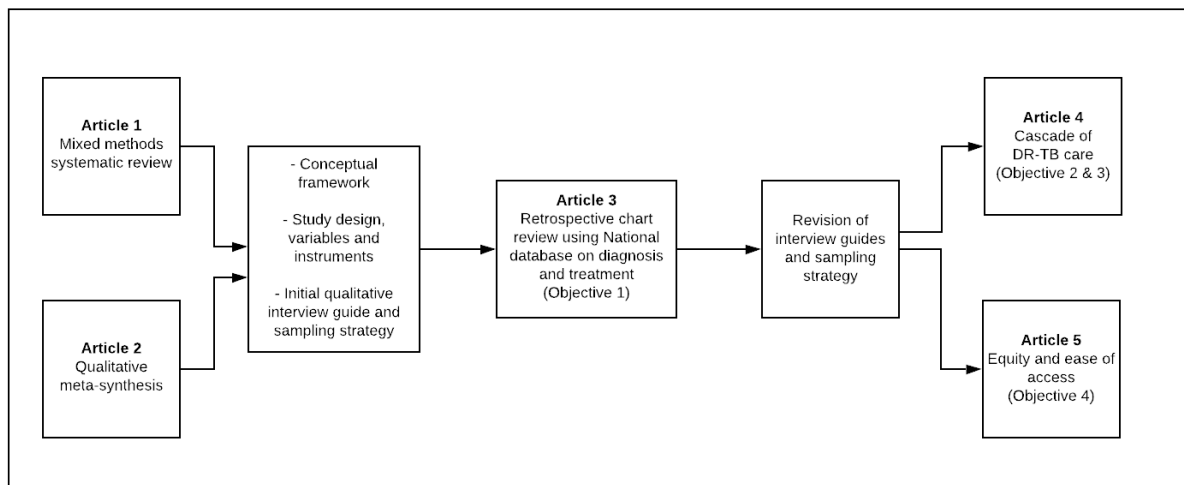 Article 1
Mixed methods
systematic review
Article 2
Qualitative
meta-synthesis
- Conceptual
framework
- Study design,
variables and
instruments
- Initial qualitative
interview guide and
sampling strategy
Article 3
Retrospective chart
review using National
database on diagnosis
and treatment
(Objective 1)
Revision of
interview guides
and sampling
strategy
Article 4
Cascade of
DR-TB care
(Objective 2 & 3)
Article 5
Equity and ease of
access
(Objective 4)